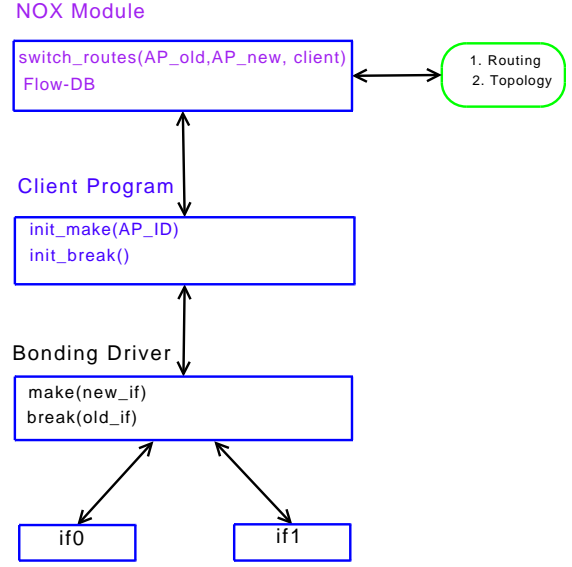 NOX Module
switch_routes(AP_old,AP_new, client)
Flow-DB
1. Routing
2. Topology
Client Program
init_make(AP_ID)
init_break()
Bonding Driver
make(new_if)
break(old_if)
if0
if1